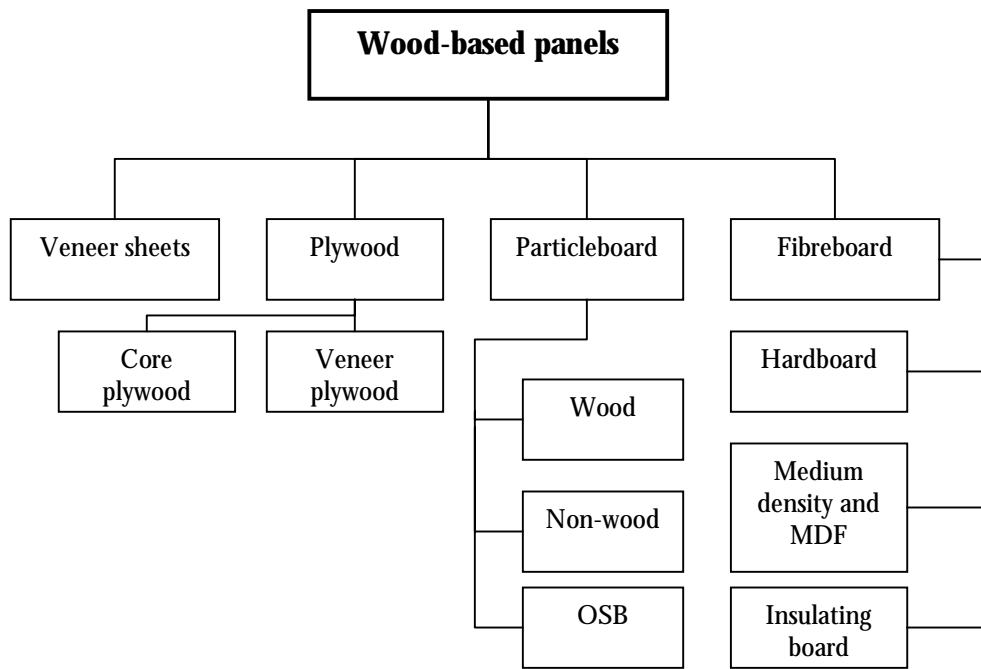 Wood-based panels
Veneer sheets
Plywood
Particleboard
Fibreboard
Core
plywood
Veneer
plywood
Wood
Non-wood
OSB
Hardboard
Medium
density and
MDF
Insulating
board